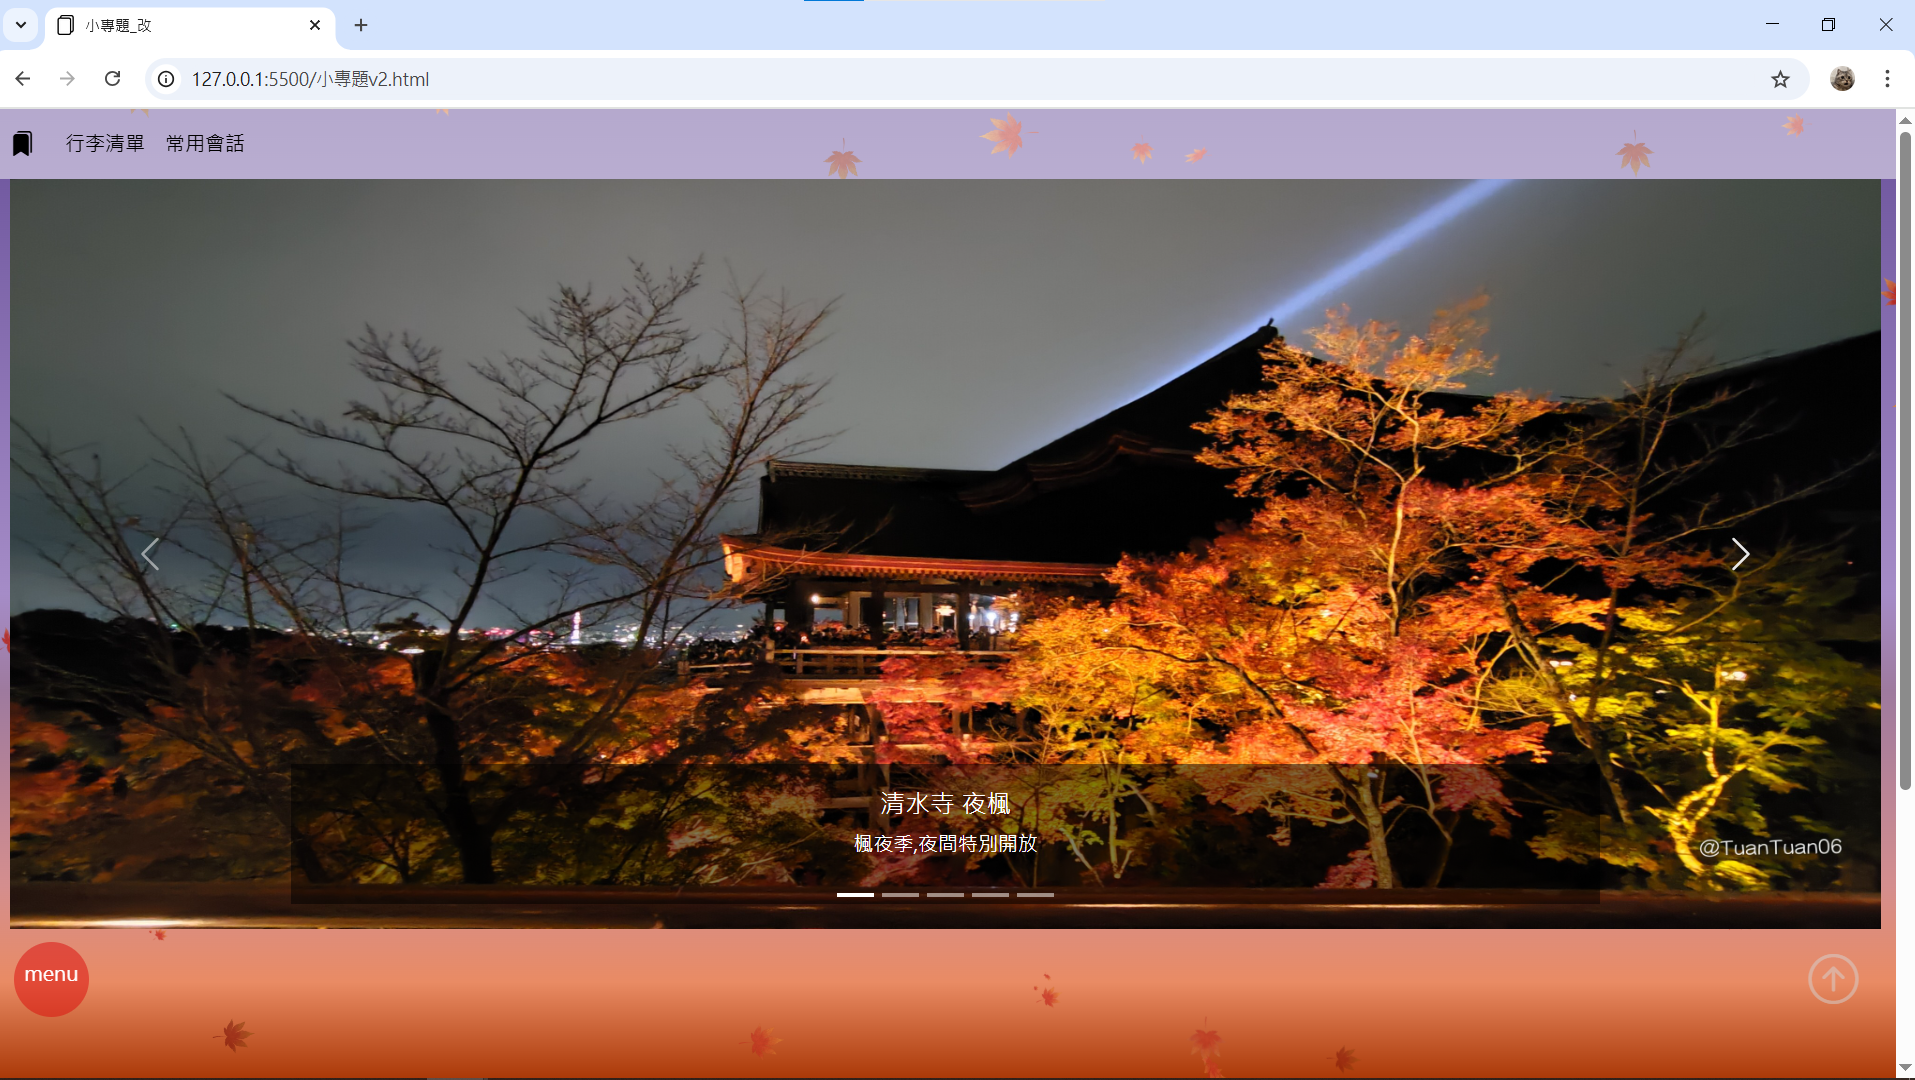 小專題_改
127.0.0.1:5500/小專題v2.html
行李清單 常用會話
清水寺 夜楓
楓夜季,夜間特別開放
@TuanTuan06
menu